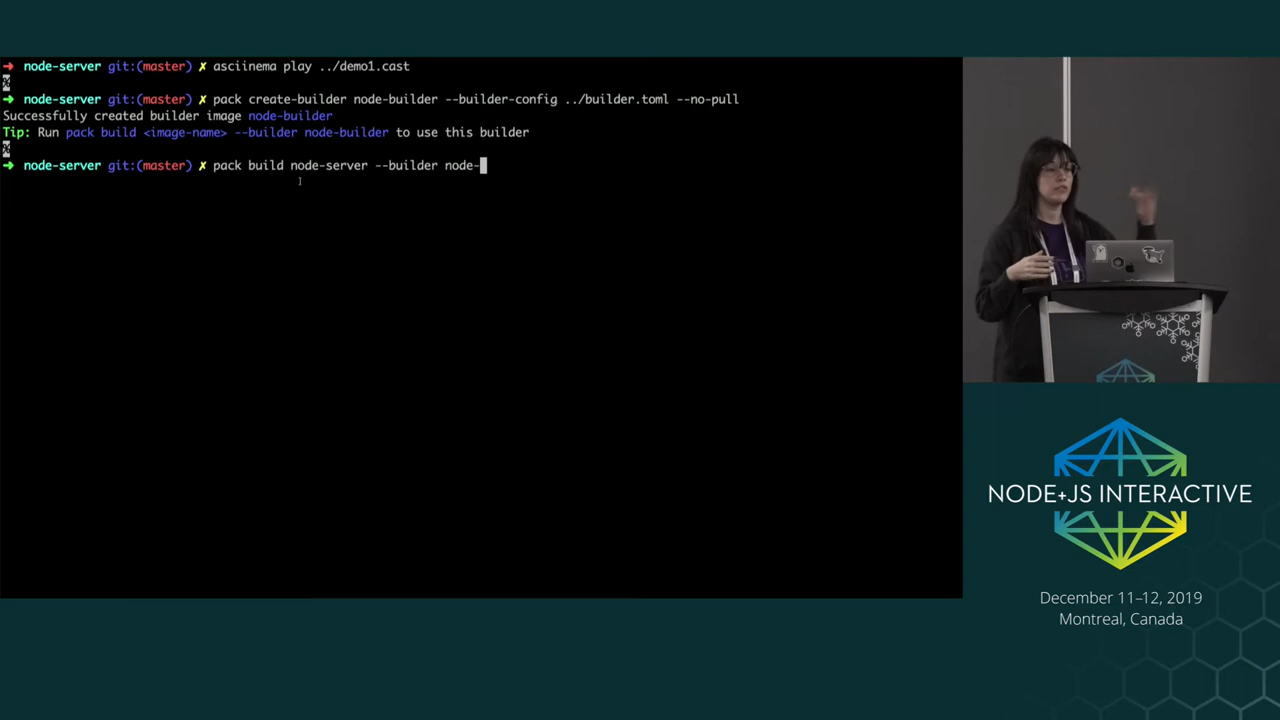 ➜ node-server git:(master) ✗ asciinema play ../demo1.cast
➜ node-server git:(master) ✗ pack create-builder node-builder --builder-config ../builder.toml --no-pull
Successfully created builder image node-builder
Tip: Run pack build <image-name> --builder node-builder to use this builder
➜ node-server git:(master) ✗ pack build node-server --builder node-
NODE+JS INTERACTIVE
December 11–12, 2019
Montreal, Canada